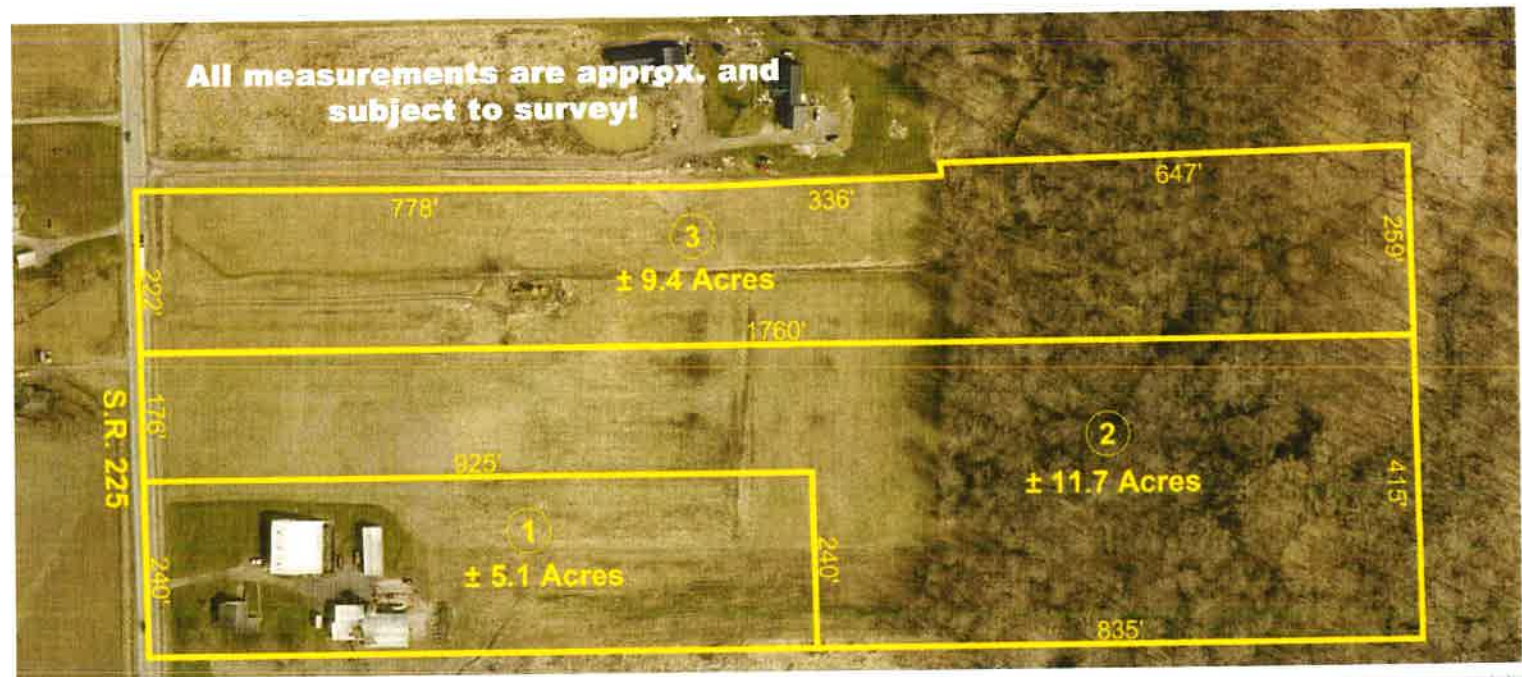 All measurements are approx. and
subject to survey!
647'
778'
336'
3
259'
± 9.4 Acres
222'
1760'
S.R. 225
176'
2
925'
± 11.7 Acres
415'
1
± 5.1 Acres
240'
240'
835'